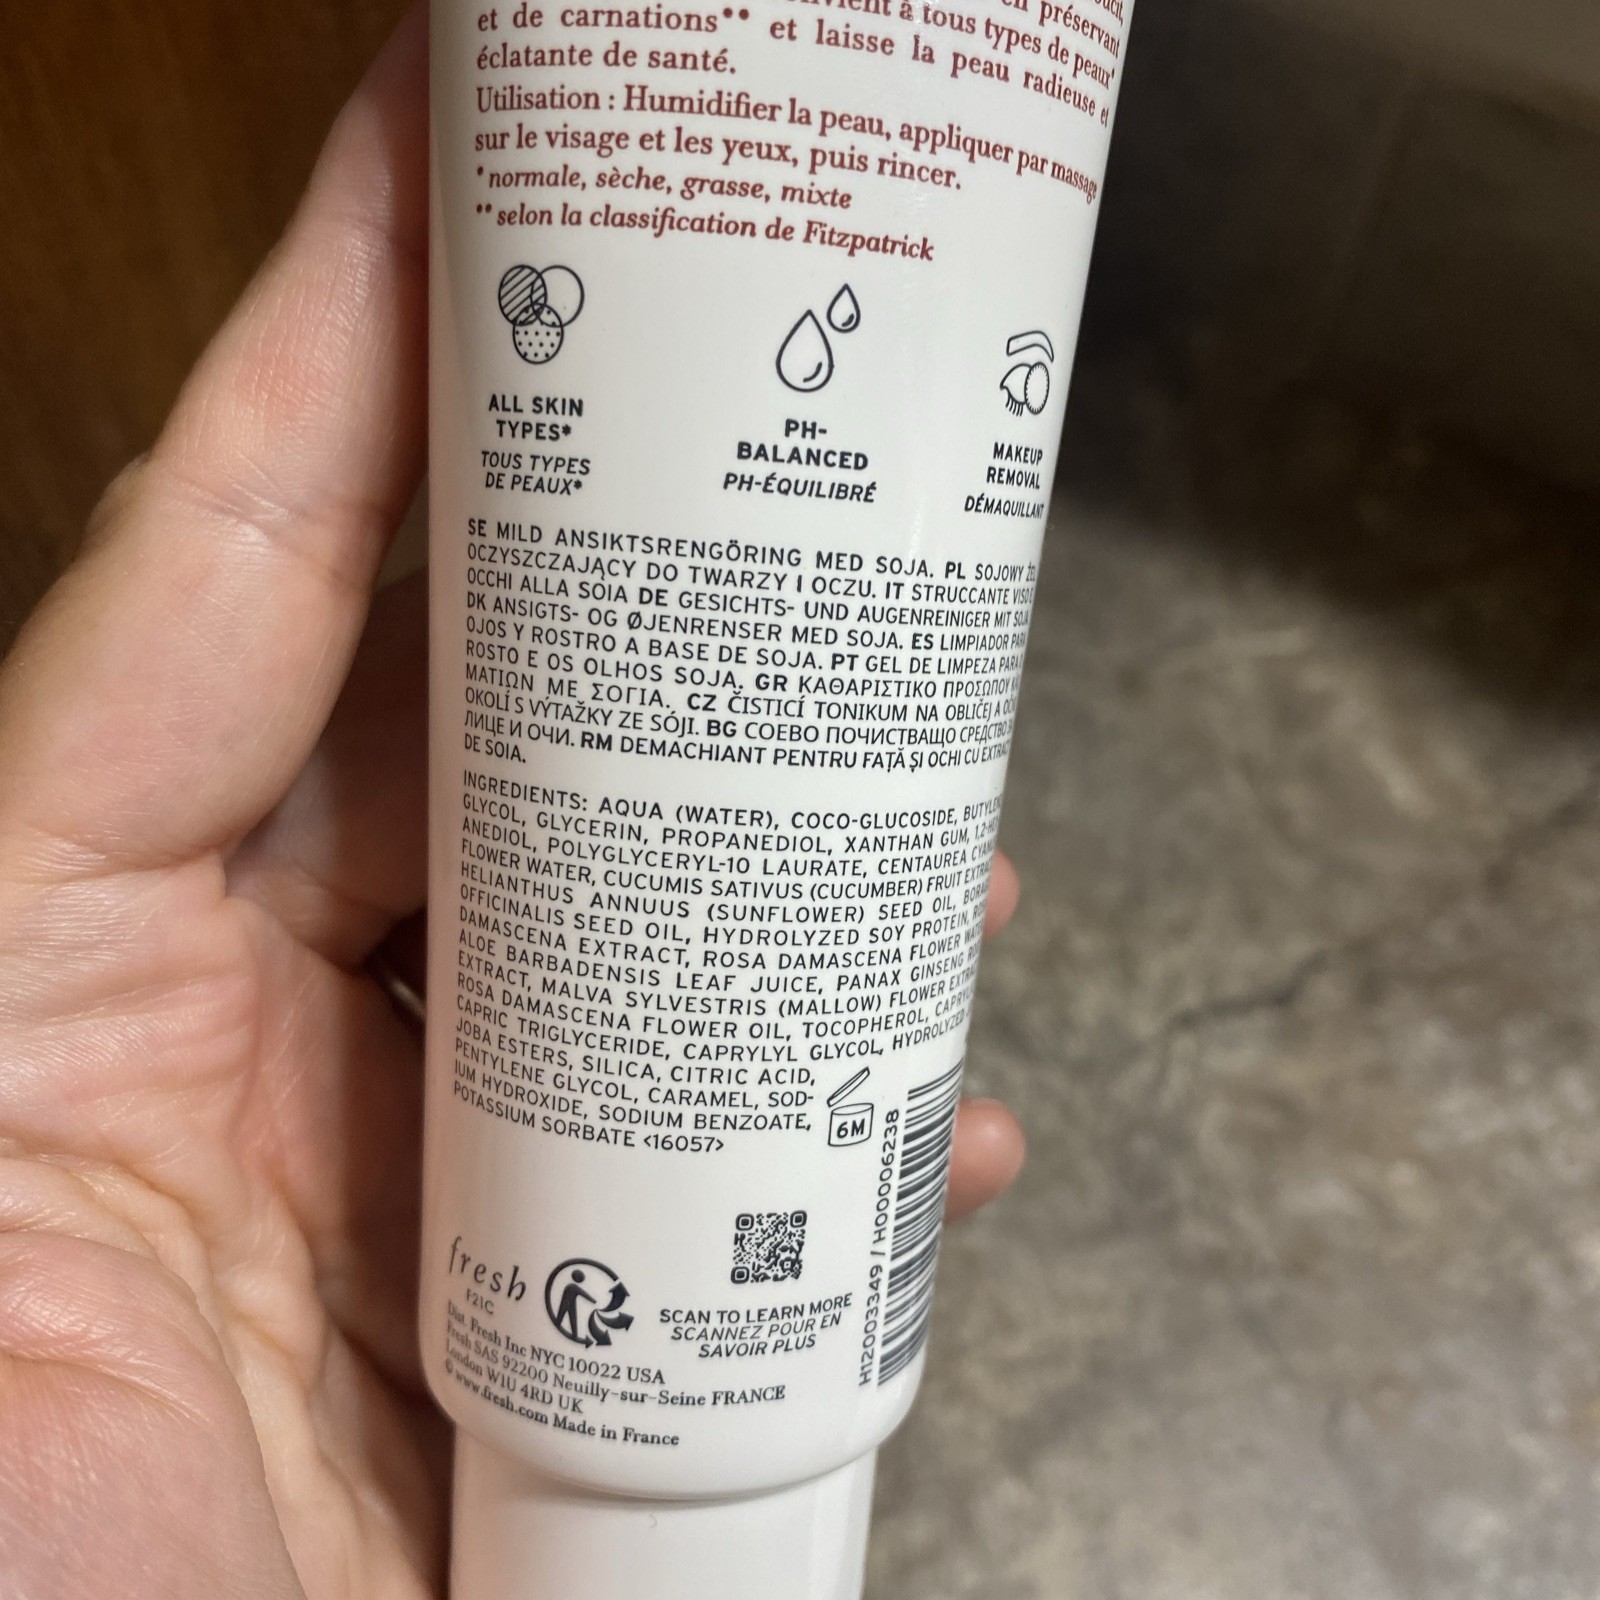 en préservant
convient à tous types de peaux*
et de carnations** et laisse la peau radieuse et
éclatante de santé.
Utilisation : Humidifier la peau, appliquer par massage
sur le visage et les yeux, puis rincer.
*normale, sèche, grasse, mixte
**selon la classification de Fitzpatrick
ALL SKIN
TYPES*
TOUS TYPES
DE PEAUX*
PH-
BALANCED
PH-ÉQUILIBRÉ
MAKEUP
REMOVAL
DÉMAQUILLANT
SE MILD ANSIKTSRENGÖRING MED SOJA. PL SOJOWY ŻEL
OCZYSZCZAJĄCY DO TWARZY I OCZU. IT STRUCCANTE VISO E
OCCHI ALLA SOIA DE GESICHTS- UND AUGENREINIGER MIT SOJA
DK ANSIGTS- OG ØJENRENSER MED SOJA. ES LIMPIADOR PARA
OJOS Y ROSTRO A BASE DE SOJA. PT GEL DE LIMPEZA PARA O
ROSTO E OS OLHOS SOJA. GR ΚΑΘΑΡΙΣΤΙΚΟ ΠΡΟΣΩΠΟΥ ΚΑΙ
ΜΑΤΙΩΝ ΜΕ ΣΟΓΙΑ. CZ ČISTICÍ TONIKUM NA OBLIČEJ A OČNÍ
OKOLÍ S VÝTAŽKY ZE SÓJI. BG СОЕВО ПОЧИСТВАЩО СРЕДСТВО ЗА
ЛИЦЕ И ОЧИ. RM DEMACHIANT PENTRU FAȚĂ ȘI OCHI CU EXTRACT
DE SOIA.
INGREDIENTS: AQUA (WATER), COCO-GLUCOSIDE, BUTYLENE
GLYCOL, GLYCERIN, PROPANEDIOL, XANTHAN GUM, 1,2-HEX
ANEDIOL, POLYGLYCERYL-10 LAURATE, CENTAUREA CYANUS
FLOWER WATER, CUCUMIS SATIVUS (CUCUMBER) FRUIT EXTRACT,
HELIANTHUS ANNUUS (SUNFLOWER) SEED OIL, BORAGO
OFFICINALIS SEED OIL, HYDROLYZED SOY PROTEIN, ROSA
DAMASCENA EXTRACT, ROSA DAMASCENA FLOWER WATER,
ALOE BARBADENSIS LEAF JUICE, PANAX GINSENG ROOT
EXTRACT, MALVA SYLVESTRIS (MALLOW) FLOWER EXTRACT,
ROSA DAMASCENA FLOWER OIL, TOCOPHEROL, CAPRYLIC/
CAPRIC TRIGLYCERIDE, CAPRYLYL GLYCOL, HYDROLYZED JO
JOBA ESTERS, SILICA, CITRIC ACID,
PENTYLENE GLYCOL, CARAMEL, SOD-
IUM HYDROXIDE, SODIUM BENZOATE,
POTASSIUM SORBATE <16057>
6M
H12003349 / H00006238
fresh
F21C
SCAN TO LEARN MORE
SCANNEZ POUR EN
SAVOIR PLUS
Dist. Fresh Inc NYC 10022 USA
Fresh SAS 92200 Neuilly-sur-Seine FRANCE
London W1U 4RD UK
© www.fresh.com Made in France